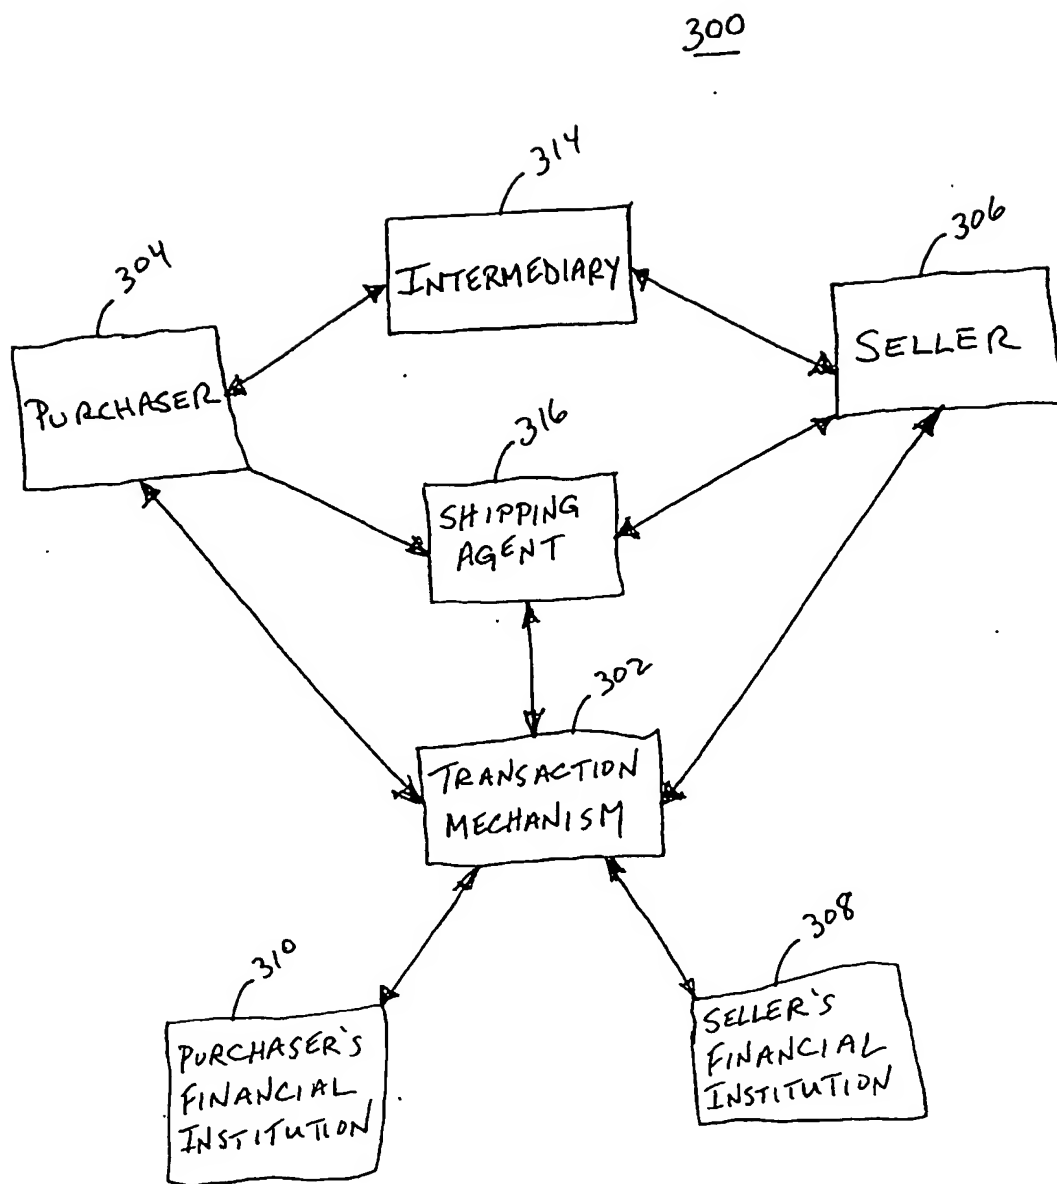 300
314
INTERMEDIARY
306
SELLER
304
PURCHASER
316
SHIPPING
AGENT
302
TRANSACTION
MECHANISM
310
PURCHASER'S
FINANCIAL
INSTITUTION
308
SELLER'S
FINANCIAL
INSTITUTION